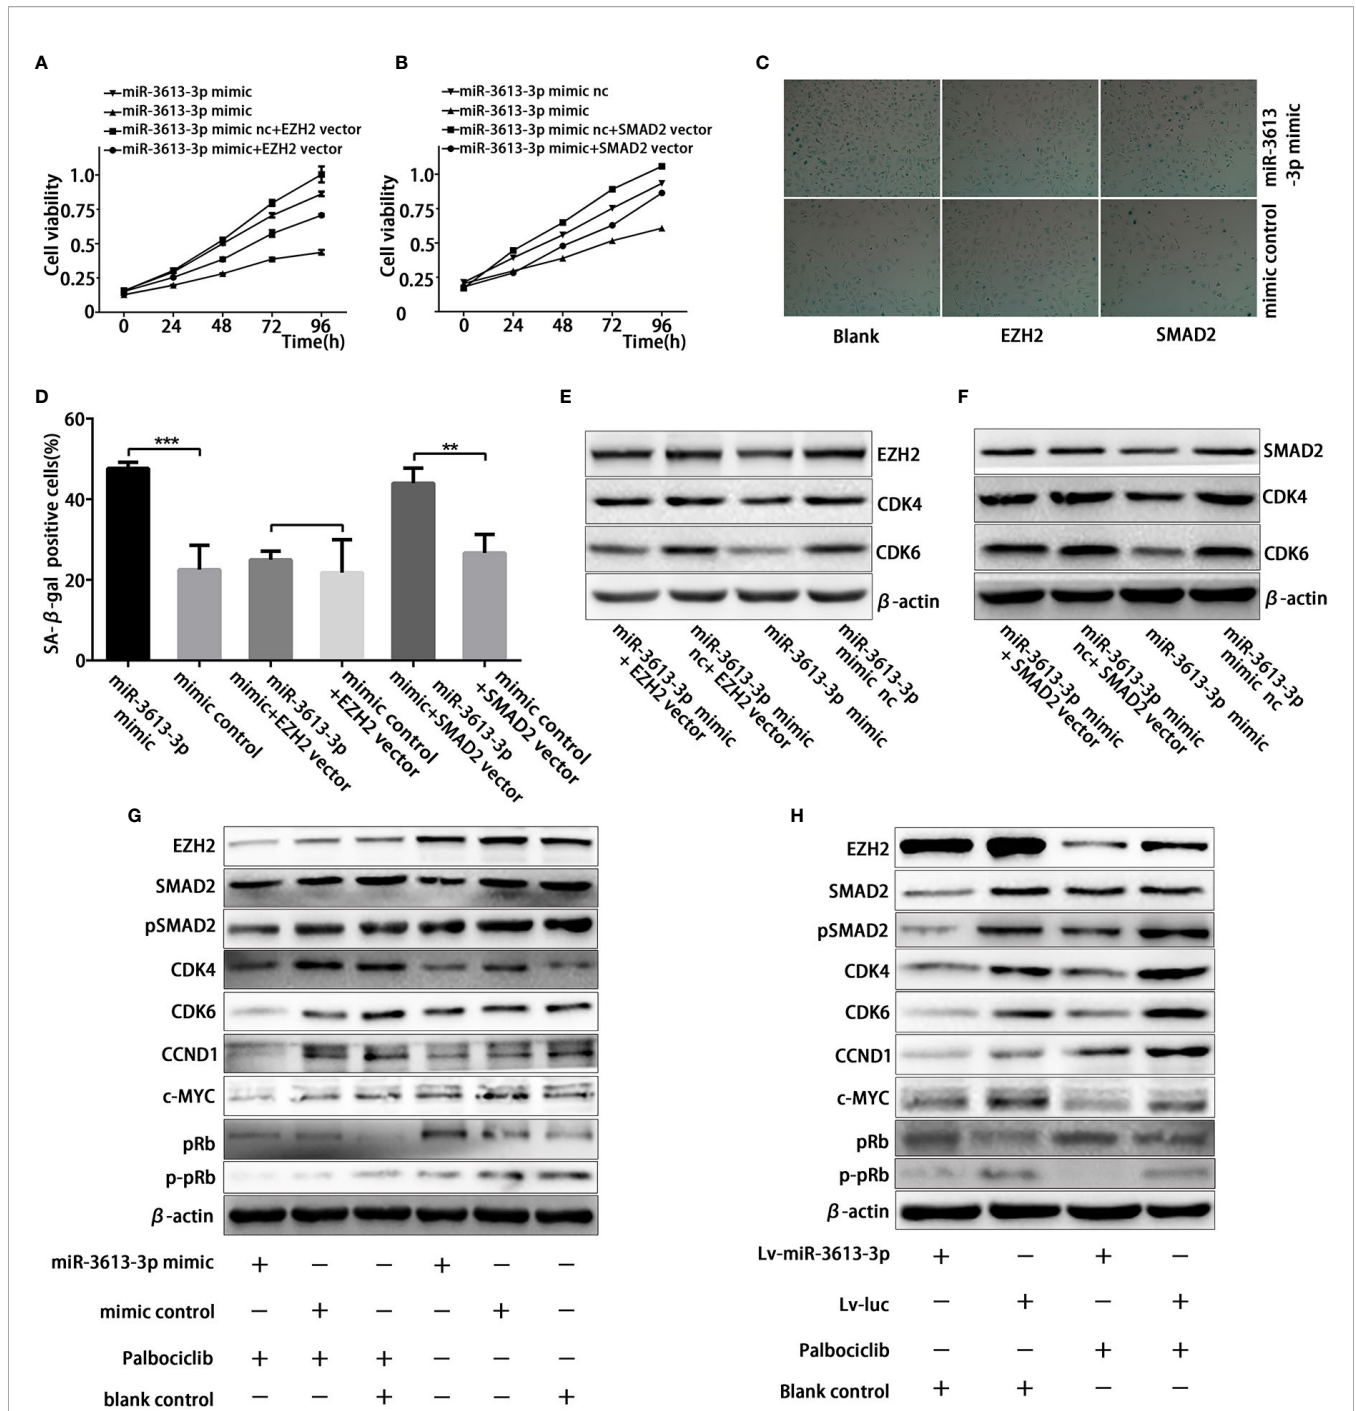 A
miR-3613-3p mimic
miR-3613-3p mimic
miR-3613-3p mimic nc+EZH2 vector
miR-3613-3p mimic+EZH2 vector
Cell viability
1.0
0.75
0.5
0.25
0
0 24 48 72 96
Time(h)
B
miR-3613-3p mimic nc
miR-3613-3p mimic
miR-3613-3p mimic nc+SMAD2 vector
miR-3613-3p mimic+SMAD2 vector
Cell viability
1.0
0.75
0.5
0.25
0
0 24 48 72 96
Time(h)
C
miR-3613
-3p mimic
mimic control
Blank EZH2 SMAD2
D
SA-β-gal positive cells(%)
60
40
20
0
***
**
miR-3613-3p
mimic
mimic control
miR-3613-3p
mimic+EZH2 vector
mimic control
+EZH2 vector
miR-3613-3p
mimic+SMAD2 vector
mimic control
+SMAD2 vector
E
EZH2
CDK4
CDK6
β-actin
miR-3613-3p mimic
+ EZH2 vector
miR-3613-3p mimic
nc+ EZH2 vector
miR-3613-3p mimic
miR-3613-3p
mimic nc
F
SMAD2
CDK4
CDK6
β-actin
miR-3613-3p mimic
+ SMAD2 vector
miR-3613-3p mimic
nc+ SMAD2 vector
miR-3613-3p mimic
miR-3613-3p
mimic nc
G
EZH2
SMAD2
pSMAD2
CDK4
CDK6
CCND1
c-MYC
pRb
p-pRb
β-actin
miR-3613-3p mimic + − − + − −
mimic control − + − − + −
Palbociclib + + + − − −
blank control − − + − − +
H
EZH2
SMAD2
pSMAD2
CDK4
CDK6
CCND1
c-MYC
pRb
p-pRb
β-actin
Lv-miR-3613-3p + − + −
Lv-luc − + − +
Palbociclib − − + +
Blank control + + − −